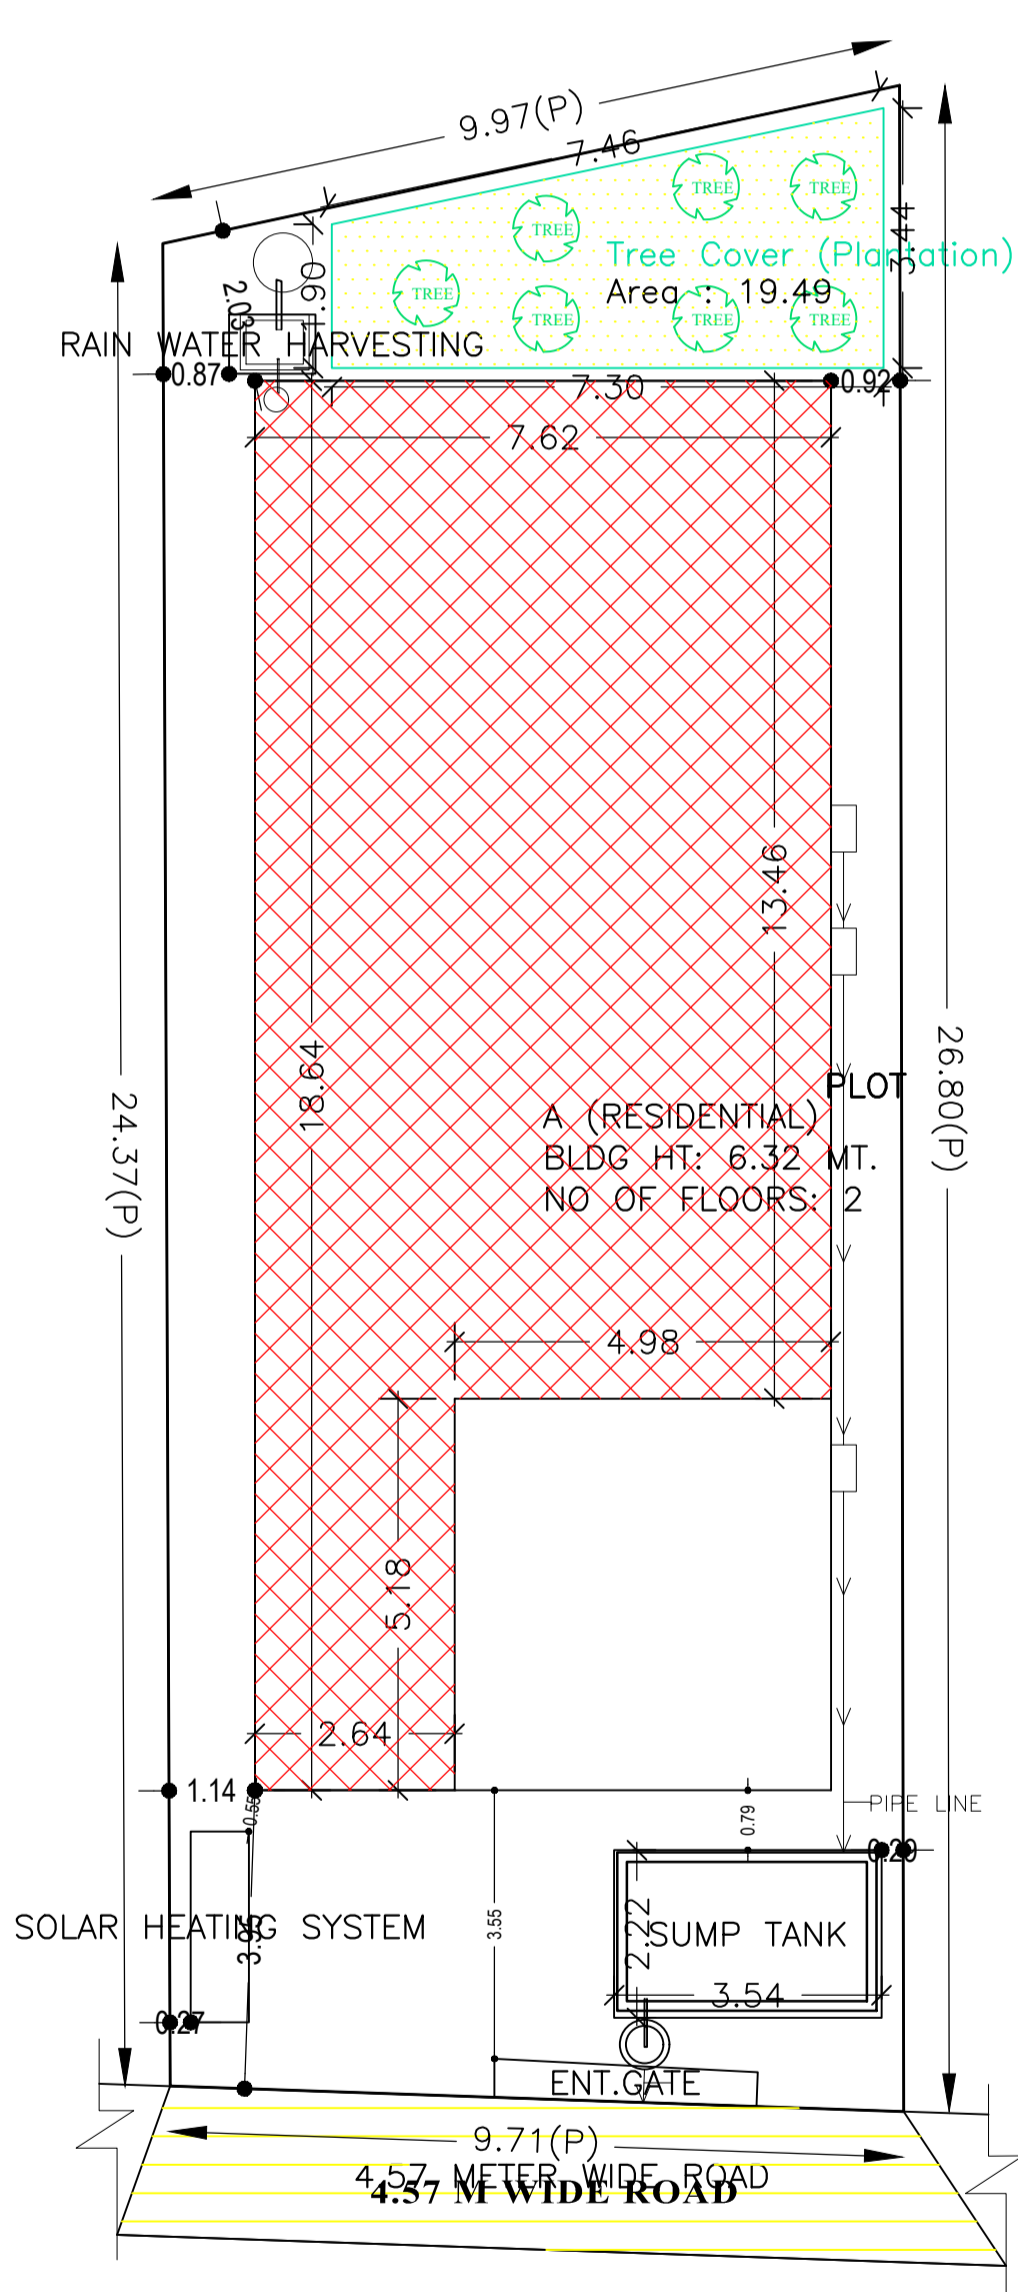 9.97(P)
7.46
TREE
TREE
TREE
TREE
TREE
TREE
TREE
Tree Cover (Plantation)
Area : 19.49
3.44
1.90
2.03
RAIN WATER HARVESTING
0.87
7.30
0.92
7.62
13.46
18.64
24.37(P)
26.80(P)
PLOT
A (RESIDENTIAL)
BLDG HT: 6.32 MT.
NO OF FLOORS: 2
4.98
5.18
2.64
1.14
0.55
0.79
PIPE LINE
0.20
3.55
SOLAR HEATING SYSTEM
3.95
2.22
SUMP TANK
3.54
0.27
ENT.GATE
9.71(P)
4.57 METER WIDE ROAD
4.57 M WIDE ROAD